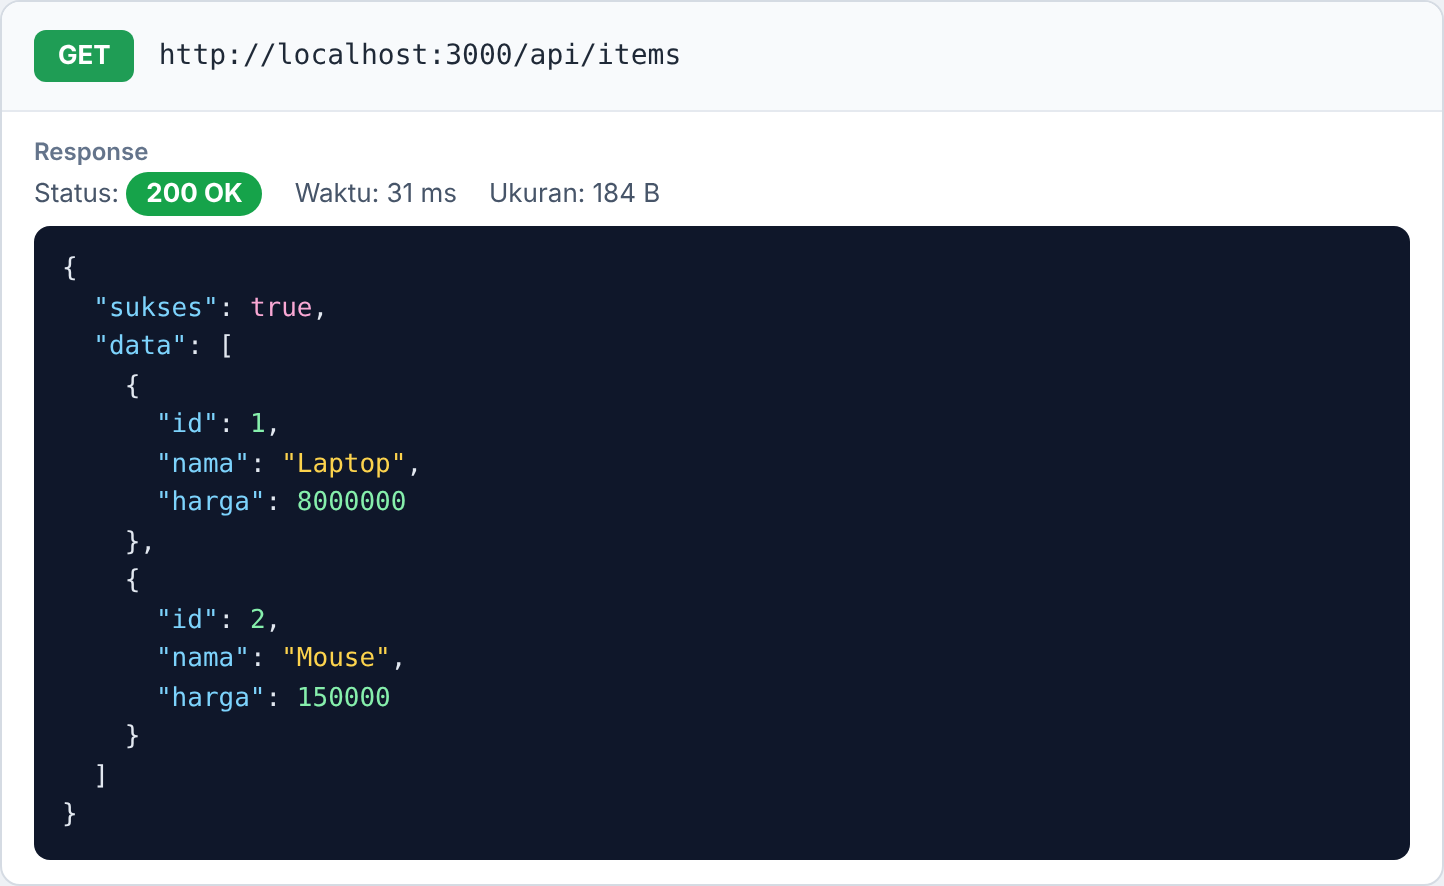 GET http://localhost:3000/api/items
Response
Status: 200 OK Waktu: 31 ms Ukuran: 184 B
{
  "sukses": true,
  "data": [
    {
      "id": 1,
      "nama": "Laptop",
      "harga": 8000000
    },
    {
      "id": 2,
      "nama": "Mouse",
      "harga": 150000
    }
  ]
}